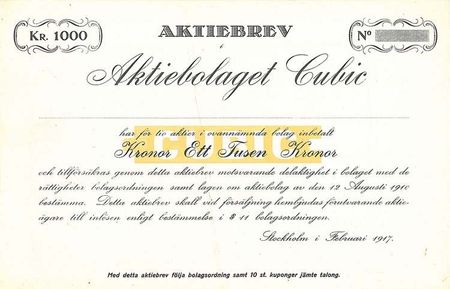 KR. 1000
AKTIEBREV
No
i
Aktiebolaget Cubic
har för tio aktier i ovannämnda bolag inbetalt
CUBIC
Kronor Ett Tusen Kronor
och tillförsäkras genom detta aktiebrev motsvarande delaktighet i bolaget med de
rättigheter bolagsordningen samt lagen om aktiebolag av den 12 Augusti 1910
bestämma. Detta aktiebrev skall vid försäljning hembjudas förutvarande aktie-
ägare till inlösen enligt bestämmelse i § 11 bolagsordningen.
Stockholm i Februari 1917.
Med detta aktiebrev följa bolagsordning samt 10 st. kuponger jämte talong.